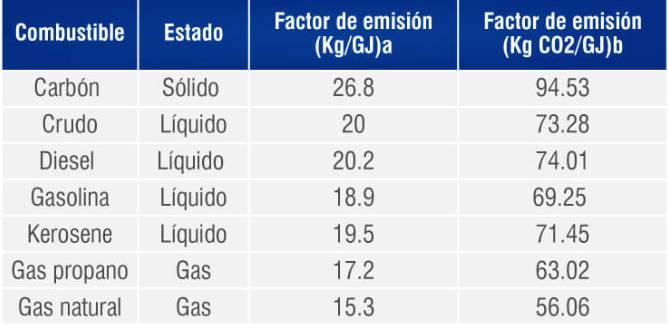 Combustible Estado Factor de emisión (Kg/GJ)a Factor de emisión (Kg CO2/GJ)b
Carbón Sólido 26.8 94.53
Crudo Líquido 20 73.28
Diesel Líquido 20.2 74.01
Gasolina Líquido 18.9 69.25
Kerosene Líquido 19.5 71.45
Gas propano Gas 17.2 63.02
Gas natural Gas 15.3 56.06